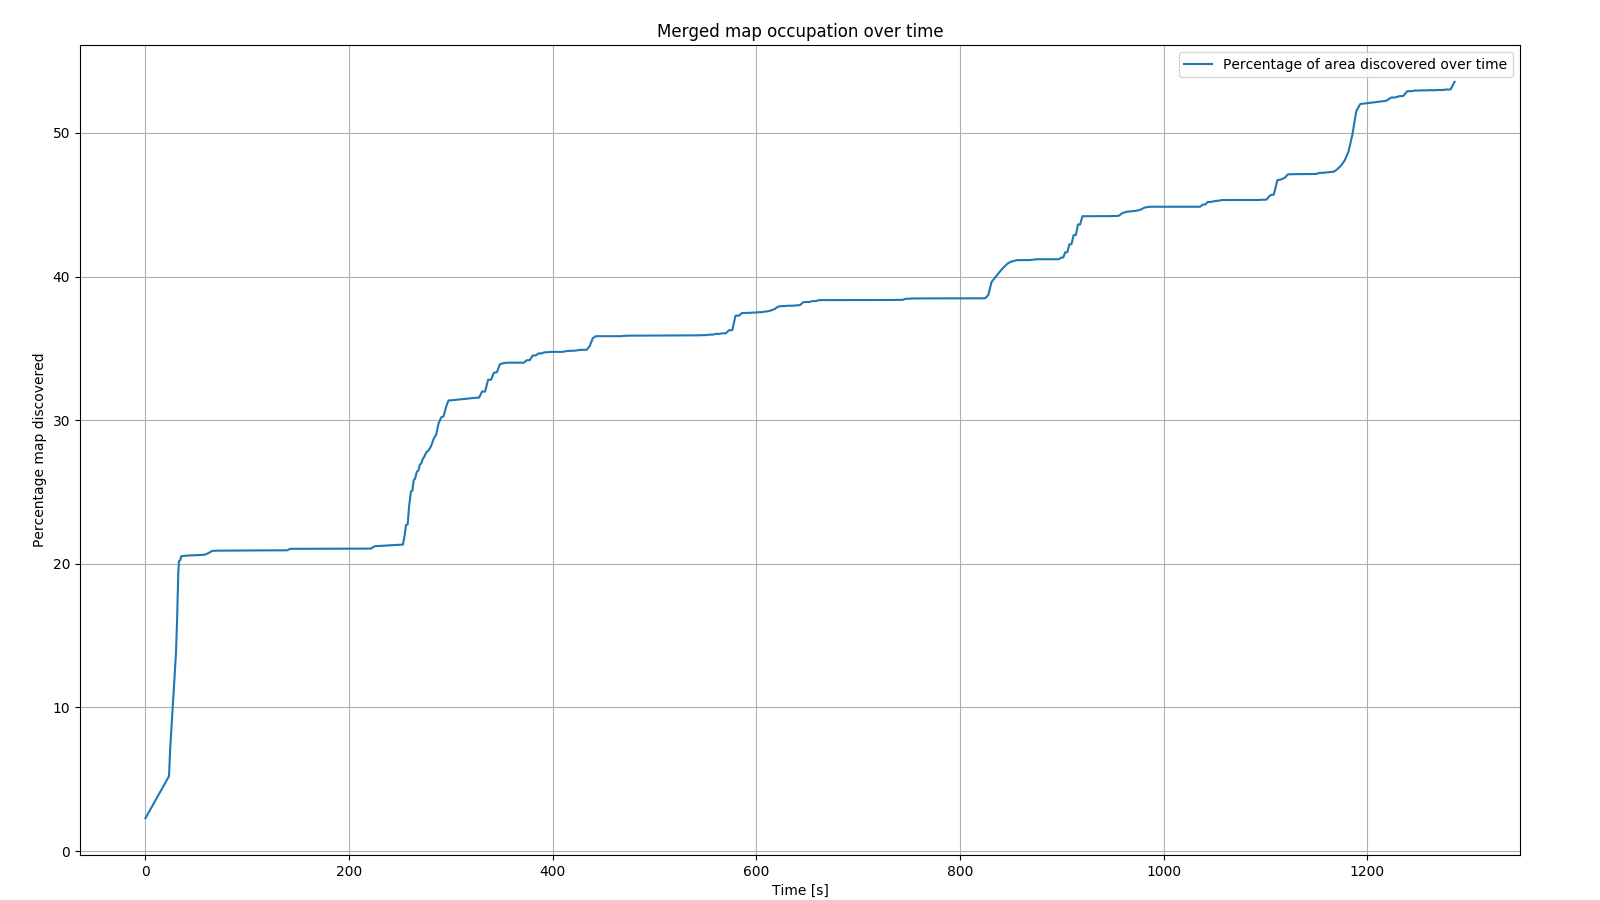 Merged map occupation over time
Percentage of area discovered over time
Percentage map discovered
50
40
30
20
10
0
0 200 400 600 800 1000 1200
Time [s]